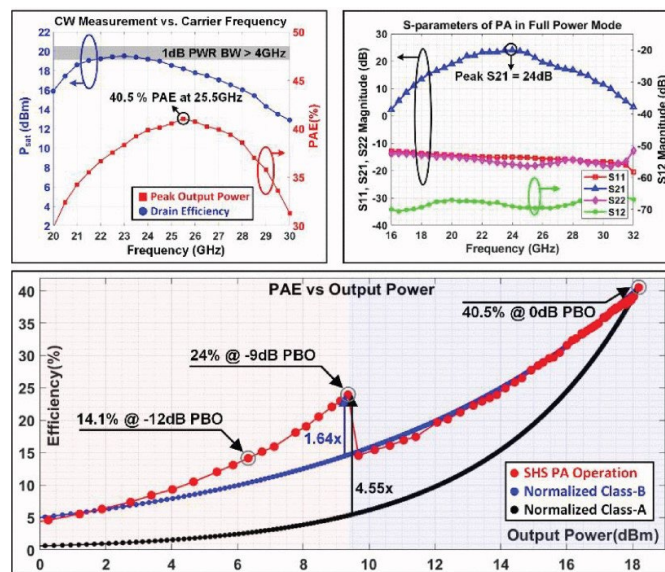 CW Measurement vs. Carrier Frequency
22
20
18
16
14
12
10
8
6
4
2
Psat (dBm)
1dB PWR BW > 4GHz
40.5 % PAE at 25.5GHz
Peak Output Power
Drain Efficiency
50
45
40
35
30
PAE(%)
20 21 22 23 24 25 26 27 28 29 30
Frequency (GHz)
S-parameters of PA in Full Power Mode
30
20
10
0
-10
-20
-30
-40
S11, S21, S22 Magnitude (dB)
Peak S21 = 24dB
S11
S21
S22
S12
-20
-30
-40
-50
-60
-70
S12 Magnitude (dB)
16 18 20 22 24 26 28 30 32
Frequency (GHz)
PAE vs Output Power
40.5% @ 0dB PBO
24% @ -9dB PBO
14.1% @ -12dB PBO
1.64x
4.55x
45
40
35
30
25
20
15
10
5
0
Efficiency(%)
SHS PA Operation
Normalized Class-B
Normalized Class-A
Output Power(dBm)
0 2 4 6 8 10 12 14 16 18